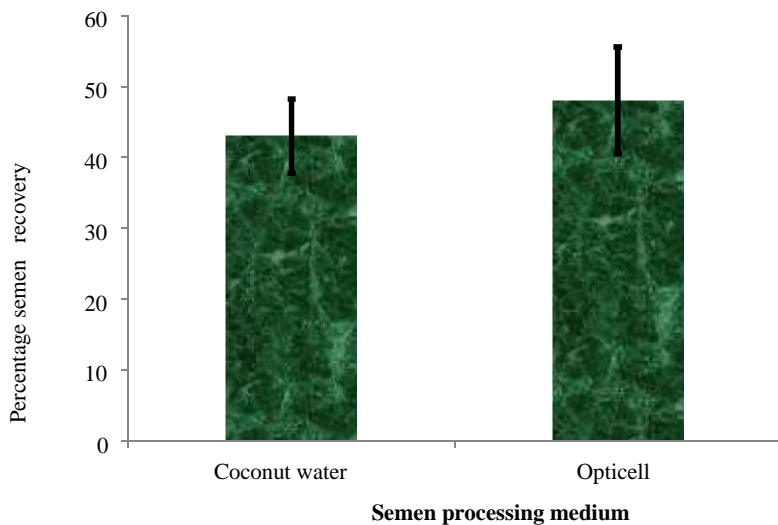 60
50
40
30
20
10
0
Percentage semen recovery
Coconut water Opticell
Semen processing medium